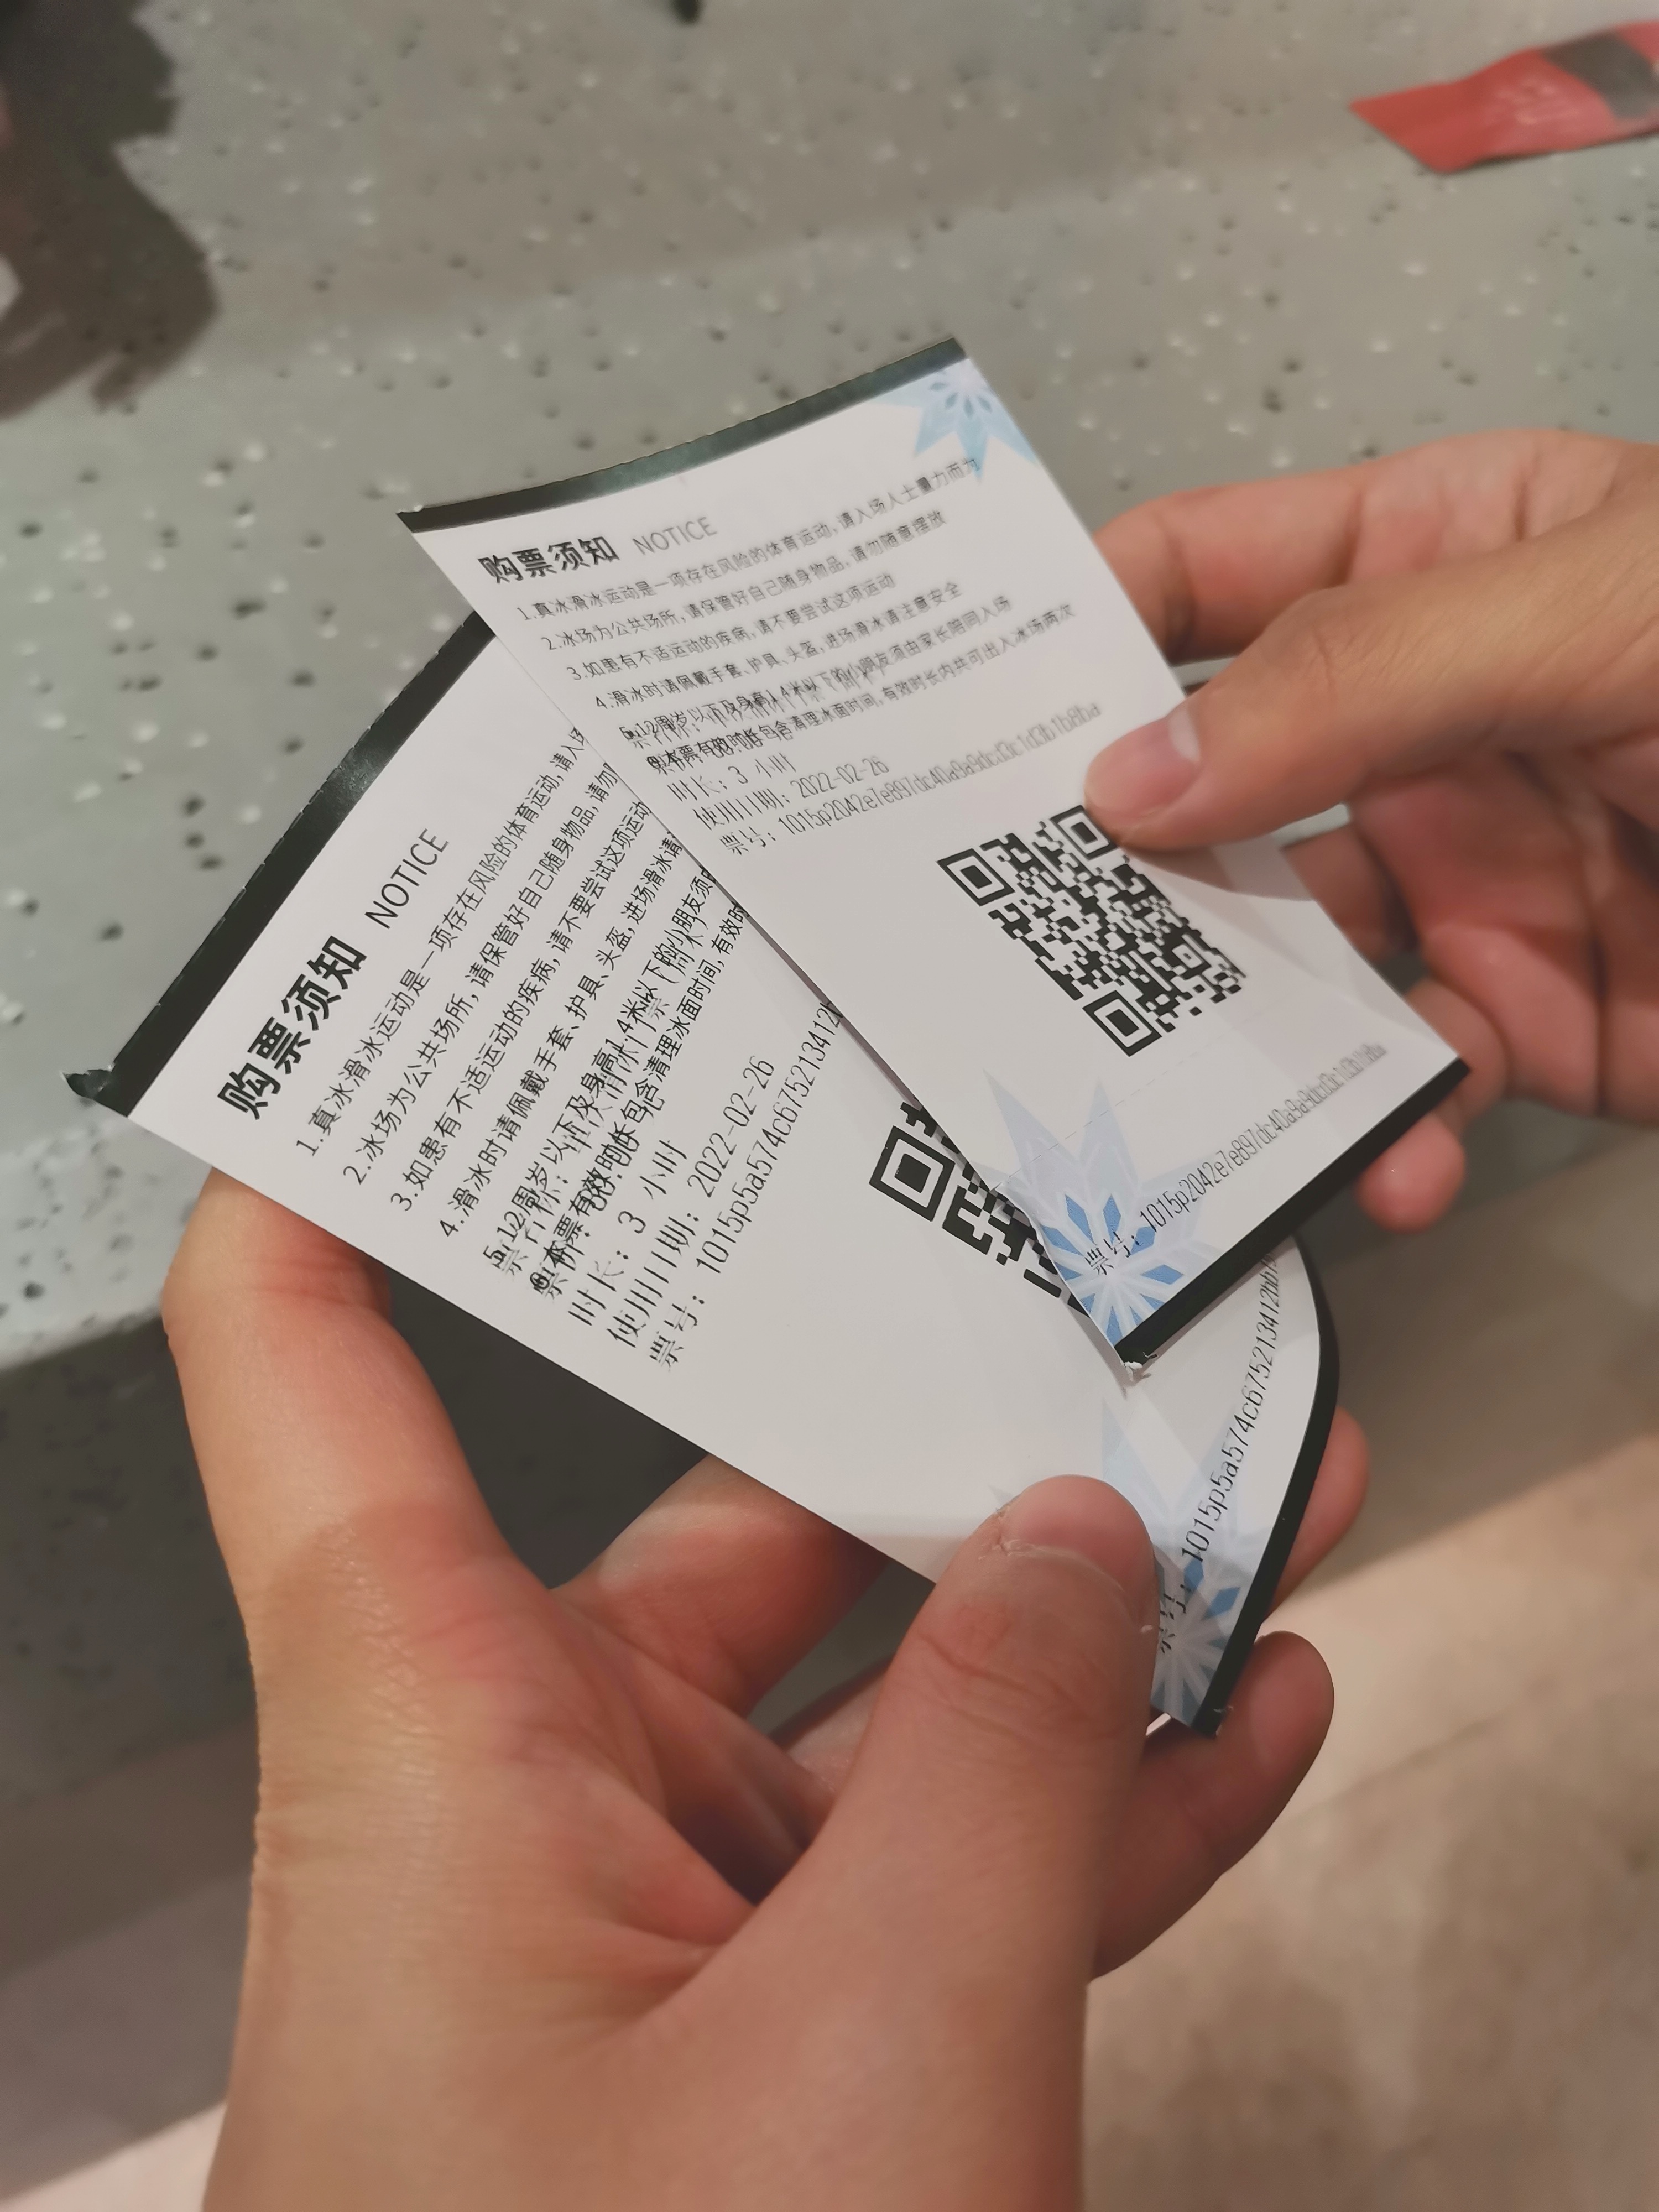 购票须知 NOTICE
1.真冰滑冰运动是一项存在风险的体育运动,请入场人士量力而为
2.冰场为公共场所,请保管好自己随身物品,请勿随意摆放
3.如患有不适运动的疾病,请不要尝试这项运动
4.滑冰时请佩戴手套、护具、头盔,进场滑冰请注意安全
5.12周岁以下及身高1.4米以下的小朋友须由家长陪同入场
6.本票有效时长包含清理冰面时间,有效时长内共可出入冰场两次
时长: 3 小时
使用日期: 2022-02-26
票号: 1015p2042e7e897dc40a9a9dcd3c1d3b1b8ba
票号: 1015p2042e7e897dc40a9a9dcd3c1d3b1b8ba
购票须知 NOTICE
1.真冰滑冰运动是一项存在风险的体育运动,请入场
2.冰场为公共场所,请保管好自己随身物品,请勿
3.如患有不适运动的疾病,请不要尝试这项运动
4.滑冰时请佩戴手套、护具、头盔,进场滑冰请
5.12周岁以下及身高1.4米以下的小朋友须
6.本票有效时长包含清理冰面时间,有效时
时长: 3 小时
使用日期: 2022-02-26
票号: 1015p5a574c675213412b
票号: 1015p5a574c675213412bb